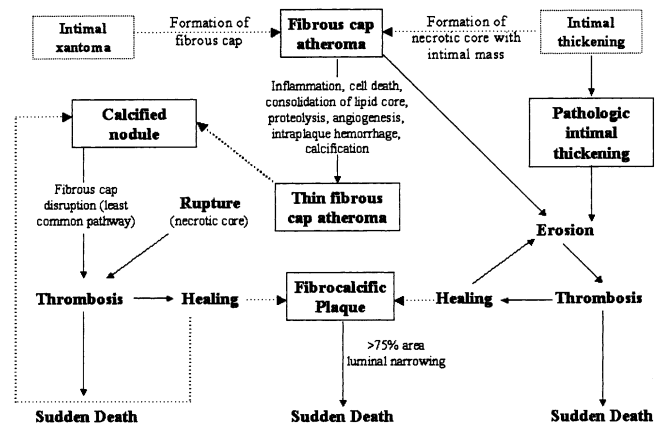 Intimal
xantoma
Formation of
fibrous cap
Fibrous cap
atheroma
Formation of
necrotic core with
intimal mass
Intimal
thickening
Inflammation, cell death,
consolidation of lipid core,
proteolysis, angiogenesis,
intraplaque hemorrhage,
calcification
Calcified
nodule
Pathologic
intimal
thickening
Fibrous cap
disruption (least
common pathway)
Rupture
(necrotic core)
Thin fibrous
cap atheroma
Erosion
Thrombosis
Healing
Fibrocalcific
Plaque
Healing
Thrombosis
>75% area
luminal narrowing
Sudden Death
Sudden Death
Sudden Death